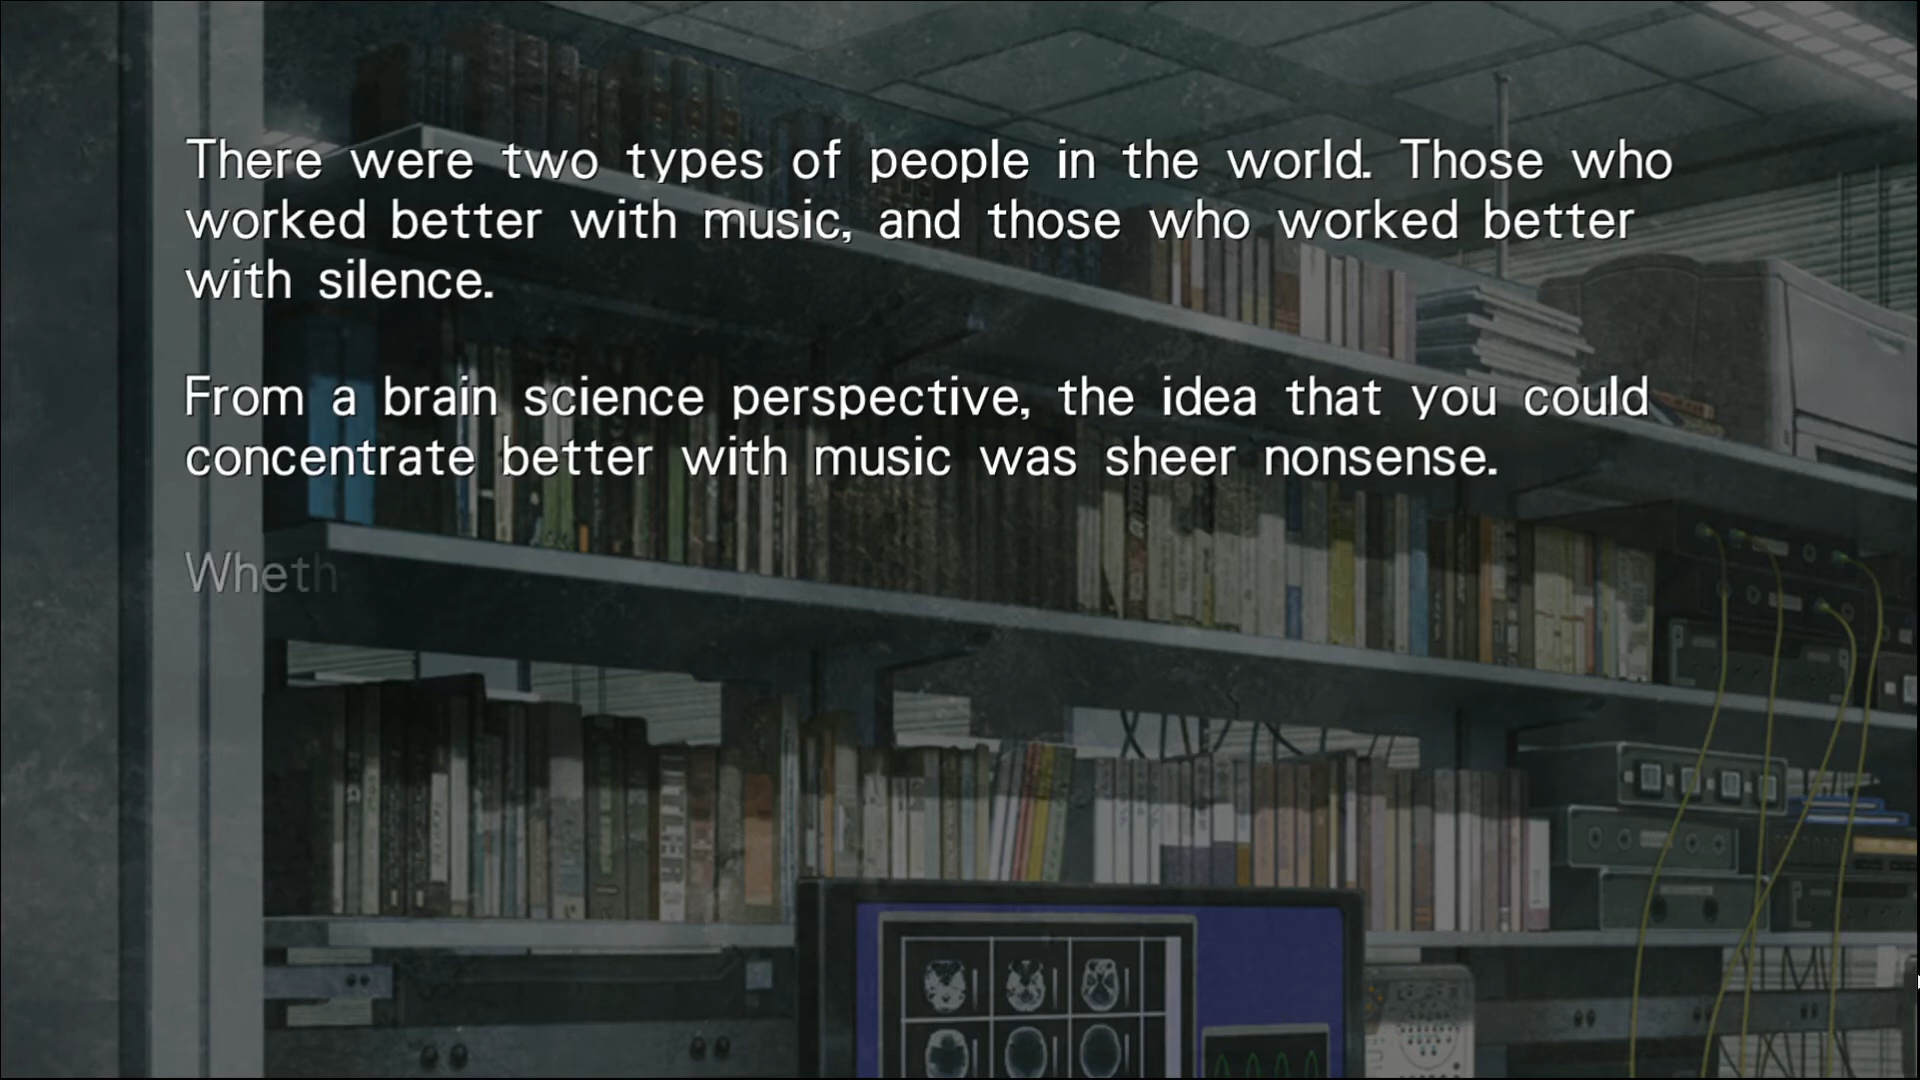 There were two types of people in the world. Those who
worked better with music, and those who worked better
with silence.
From a brain science perspective, the idea that you could
concentrate better with music was sheer nonsense.
Wheth